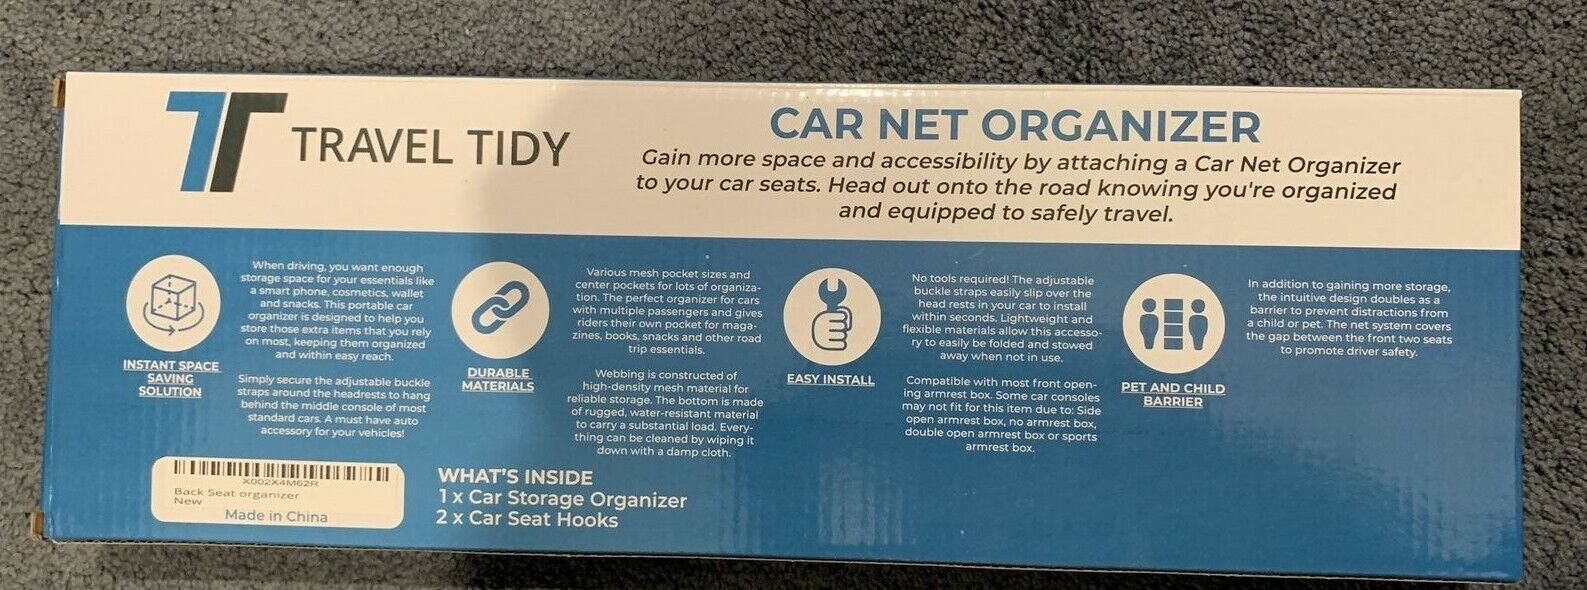 TRAVEL TIDY
CAR NET ORGANIZER
Gain more space and accessibility by attaching a Car Net Organizer
to your car seats. Head out onto the road knowing you're organized
and equipped to safely travel.
INSTANT SPACE
SAVING
SOLUTION
When driving, you want enough
storage space for your essentials like
a smart phone, cosmetics, wallet
and snacks. This portable car
organizer is designed to help you
store those extra items that you rely
on most, keeping them organized
and within easy reach.
Simply secure the adjustable buckle
straps around the headrests to hang
behind the middle console of most
standard cars. A must have auto
accessory for your vehicles!
DURABLE
MATERIALS
Various mesh pocket sizes and
center pockets for lots of organiza-
tion. The perfect organizer for cars
with multiple passengers and gives
riders their own pocket for maga-
zines, books, snacks and other road
trip essentials.
Webbing is constructed of
high-density mesh material for
reliable storage. The bottom is made
of rugged, water-resistant material
to carry a substantial load. Every-
thing can be cleaned by wiping it
down with a damp cloth.
EASY INSTALL
No tools required! The adjustable
buckle straps easily slip over the
head rests in your car to install
within seconds. Lightweight and
flexible materials allow this accesso-
ry to easily be folded and stowed
away when not in use.
Compatible with most front open-
ing armrest box. Some car consoles
may not fit for this item due to: Side
open armrest box, no armrest box,
double open armrest box or sports
armrest box.
PET AND CHILD
BARRIER
In addition to gaining more storage,
the intuitive design doubles as a
barrier to prevent distractions from
a child or pet. The net system covers
the gap between the front two seats
to promote driver safety.
X002X4M62R
Back Seat organizer
New
Made in China
WHAT'S INSIDE
1 x Car Storage Organizer
2 x Car Seat Hooks